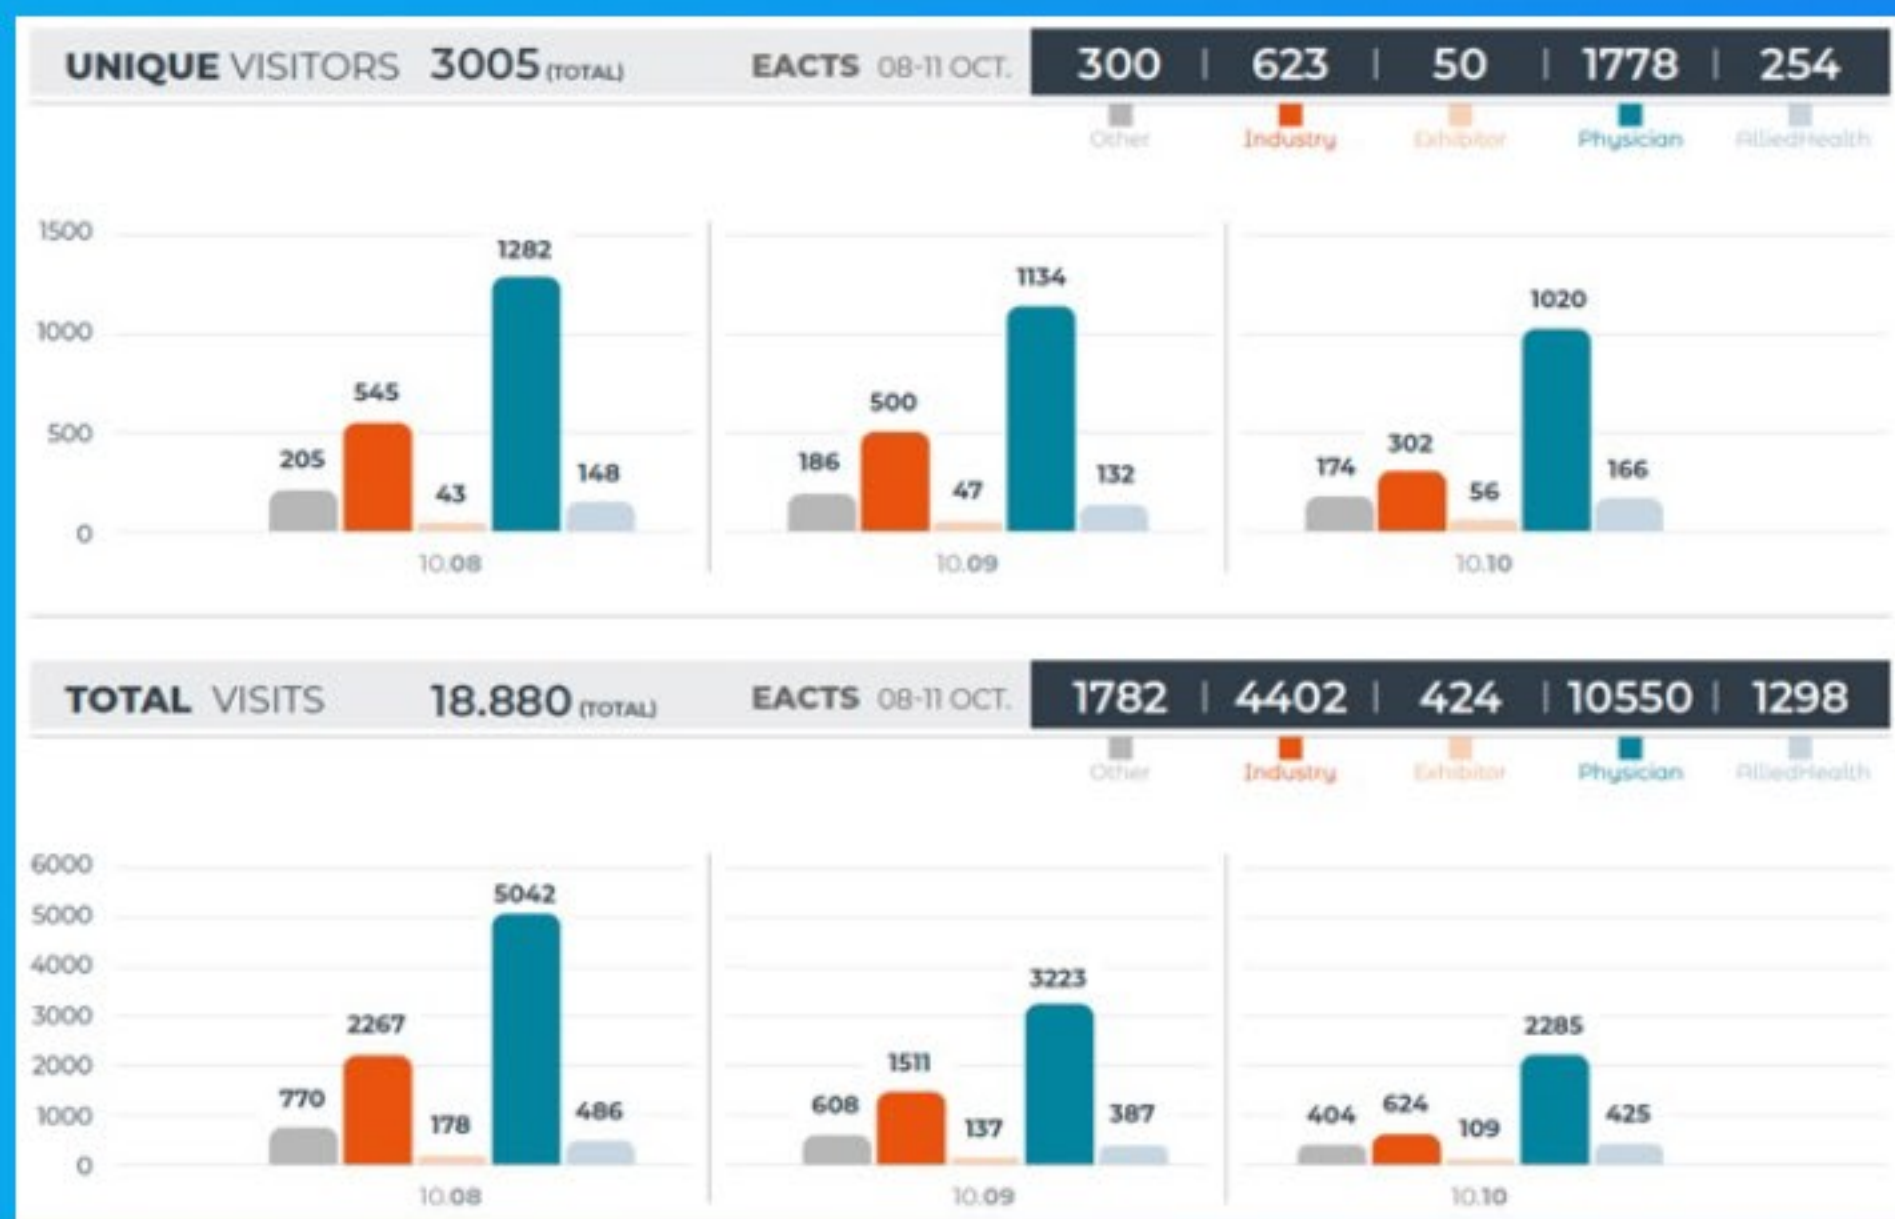 UNIQUE VISITORS 3005 (TOTAL) EACTS 08-11 OCT. 300 | 623 | 50 | 1778 | 254
Other Industry Exhibitor Physician AlliedHealth
1500
1000
500
0
205 545 43 1282 148
186 500 47 1134 132
174 302 56 1020 166
10.08 10.09 10.10
TOTAL VISITS 18.880 (TOTAL) EACTS 08-11 OCT. 1782 | 4402 | 424 | 10550 | 1298
Other Industry Exhibitor Physician AlliedHealth
6000
5000
4000
3000
2000
1000
0
770 2267 178 5042 486
608 1511 137 3223 387
404 624 109 2285 425
10.08 10.09 10.10